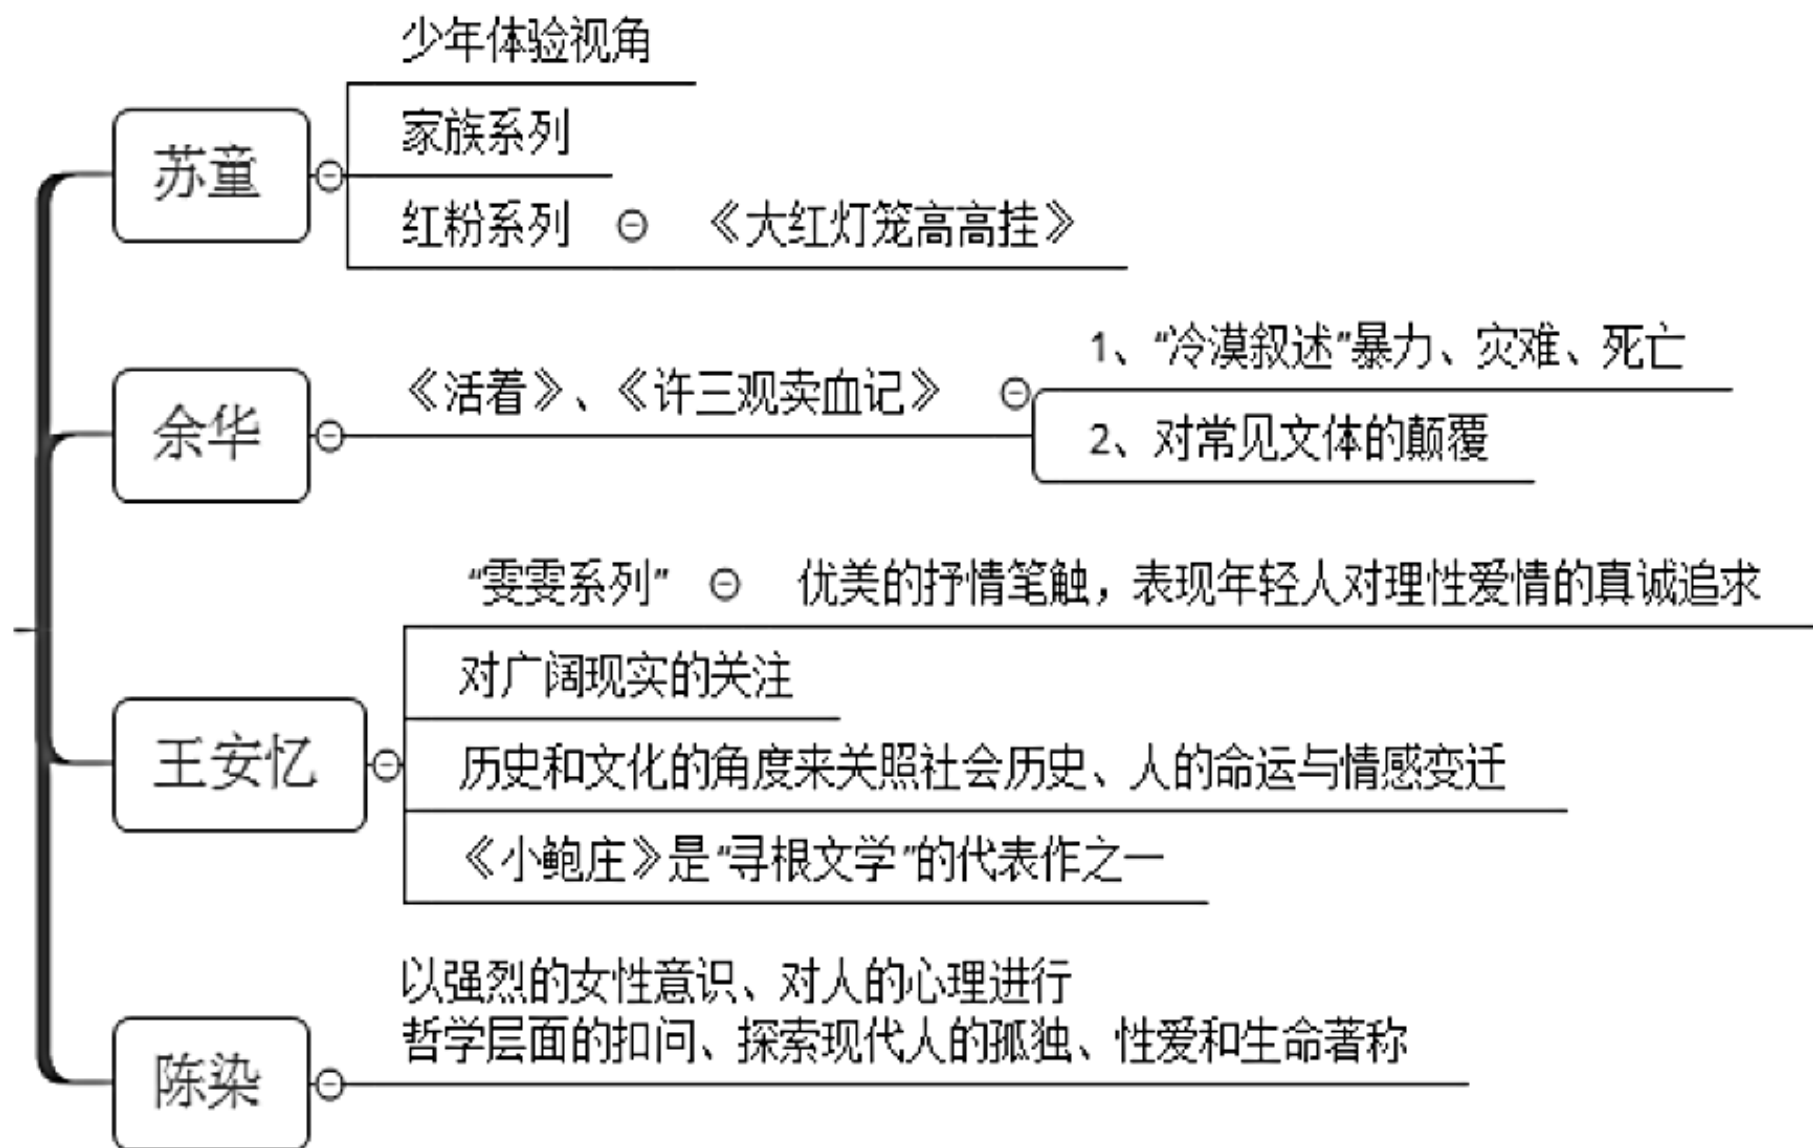 苏童
少年体验视角
家族系列
红粉系列 《大红灯笼高高挂》
余华
《活着》、《许三观卖血记》
1、“冷漠叙述”暴力、灾难、死亡
2、对常见文体的颠覆
王安忆
“雯雯系列” 优美的抒情笔触，表现年轻人对理性爱情的真诚追求
对广阔现实的关注
历史和文化的角度来关照社会历史、人的命运与情感变迁
《小鲍庄》是“寻根文学”的代表作之一
陈染
以强烈的女性意识、对人的心理进行
哲学层面的扣问、探索现代人的孤独、性爱和生命著称